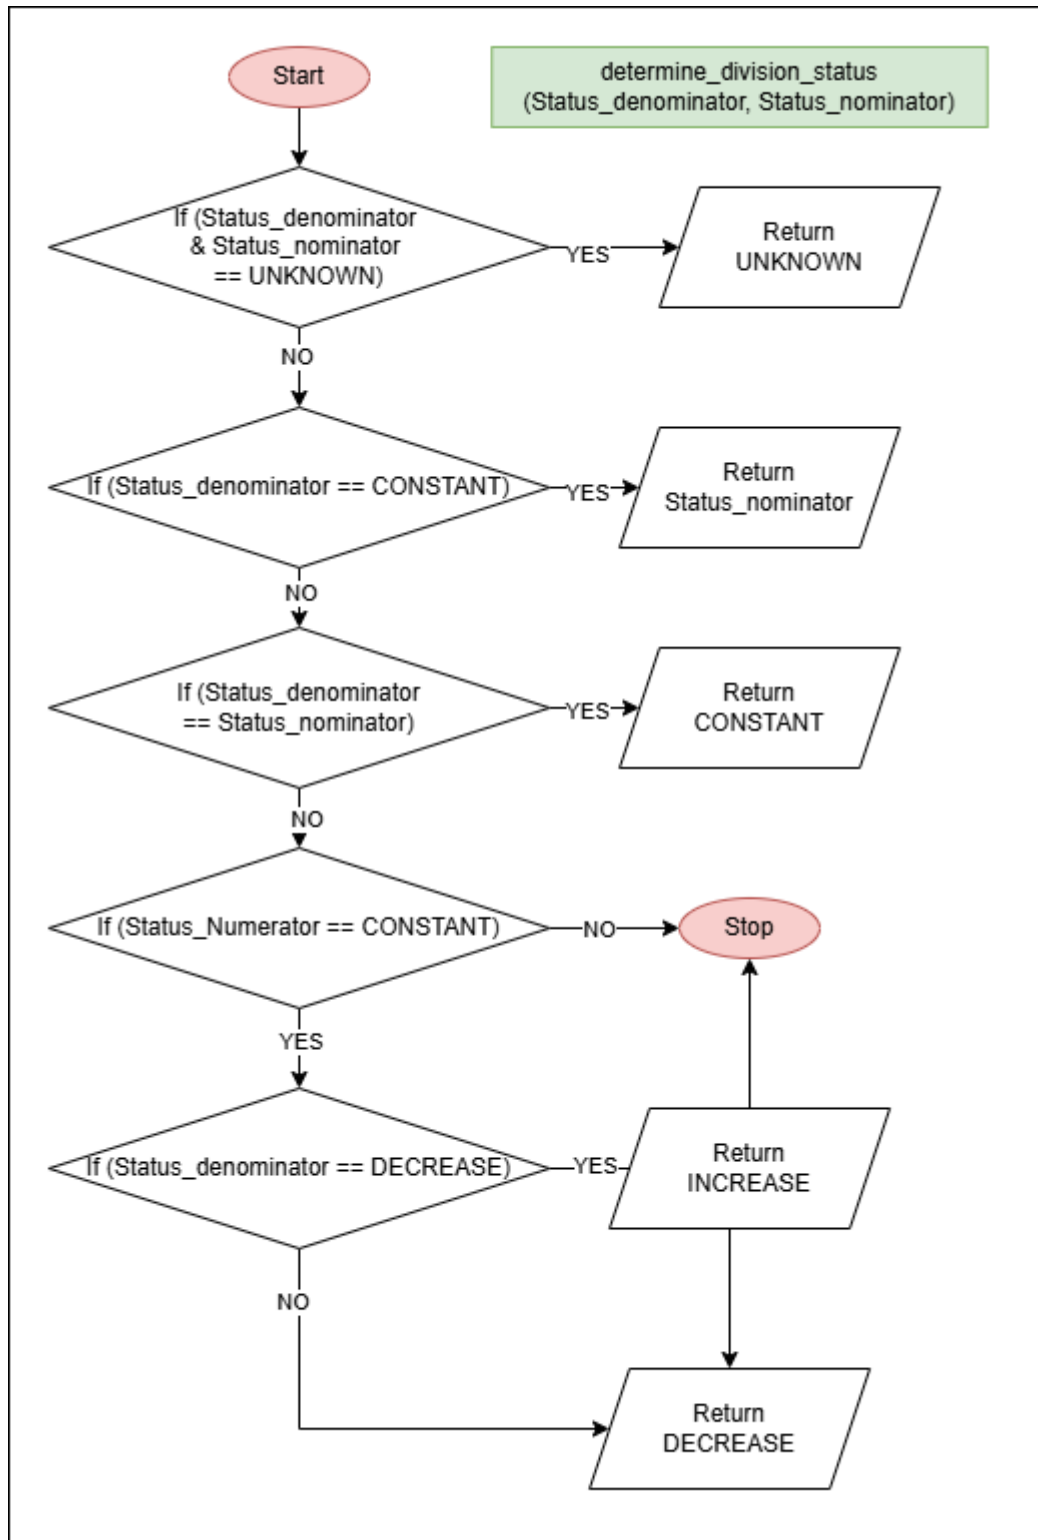 Start
determine_division_status
(Status_denominator, Status_nominator)
If (Status_denominator
& Status_nominator
== UNKNOWN)
YES
Return
UNKNOWN
NO
If (Status_denominator == CONSTANT)
YES
Return
Status_nominator
NO
If (Status_denominator
== Status_nominator)
YES
Return
CONSTANT
NO
If (Status_Numerator == CONSTANT)
NO
Stop
YES
If (Status_denominator == DECREASE)
YES
Return
INCREASE
NO
Return
DECREASE